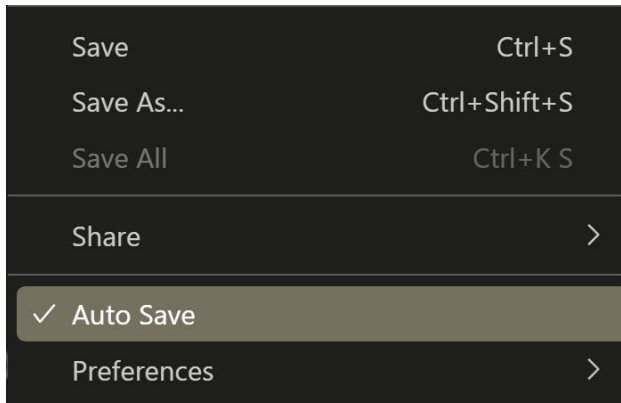 Save Ctrl+S
Save As... Ctrl+Shift+S
Save All Ctrl+K S
Share
Auto Save
Preferences